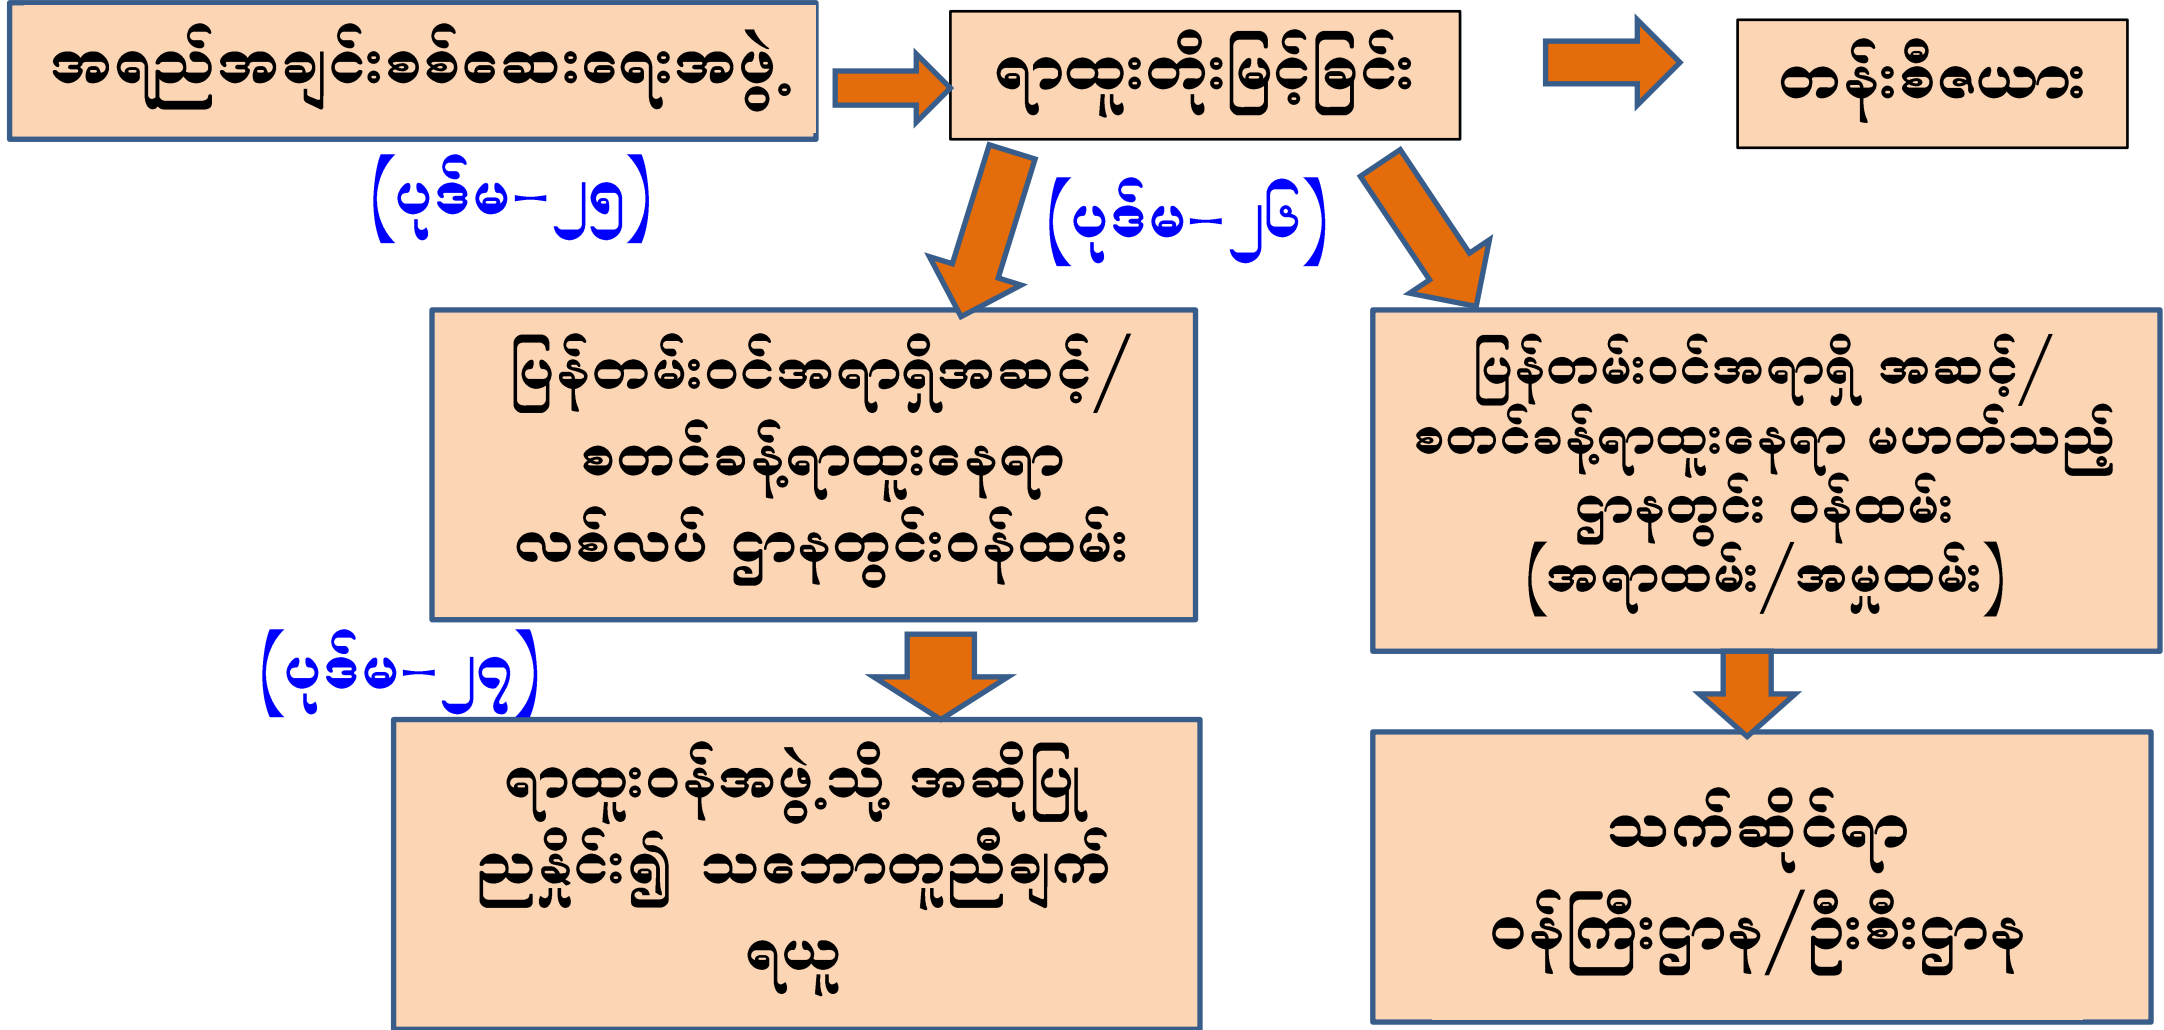 အရည်အချင်းစစ်ဆေးရေးအဖွဲ့
ရာထူးတိုးမြင့်ခြင်း
တန်းစီဇယား
(ပုဒ်မ-၂၅)
(ပုဒ်မ-၂၆)
ပြန်တမ်းဝင်အရာရှိအဆင့်/
စတင်ခန့်ရာထူးနေရာ
လစ်လပ် ဌာနတွင်းဝန်ထမ်း
ပြန်တမ်းဝင်အရာရှိ အဆင့်/
စတင်ခန့်ရာထူးနေရာ မဟတ်သည့်
ဌာနတွင်း ဝန်ထမ်း
(အရာထမ်း/အမှုထမ်း)
(ပုဒ်မ-၂၇)
ရာထူးဝန်အဖွဲ့သို့ အဆိုပြု
ညှနှိုင်း၍ သဘောတူညီချက်
ရယူ
သက်ဆိုင်ရာ
ဝန်ကြီးဌာန/ဦးစီးဌာန